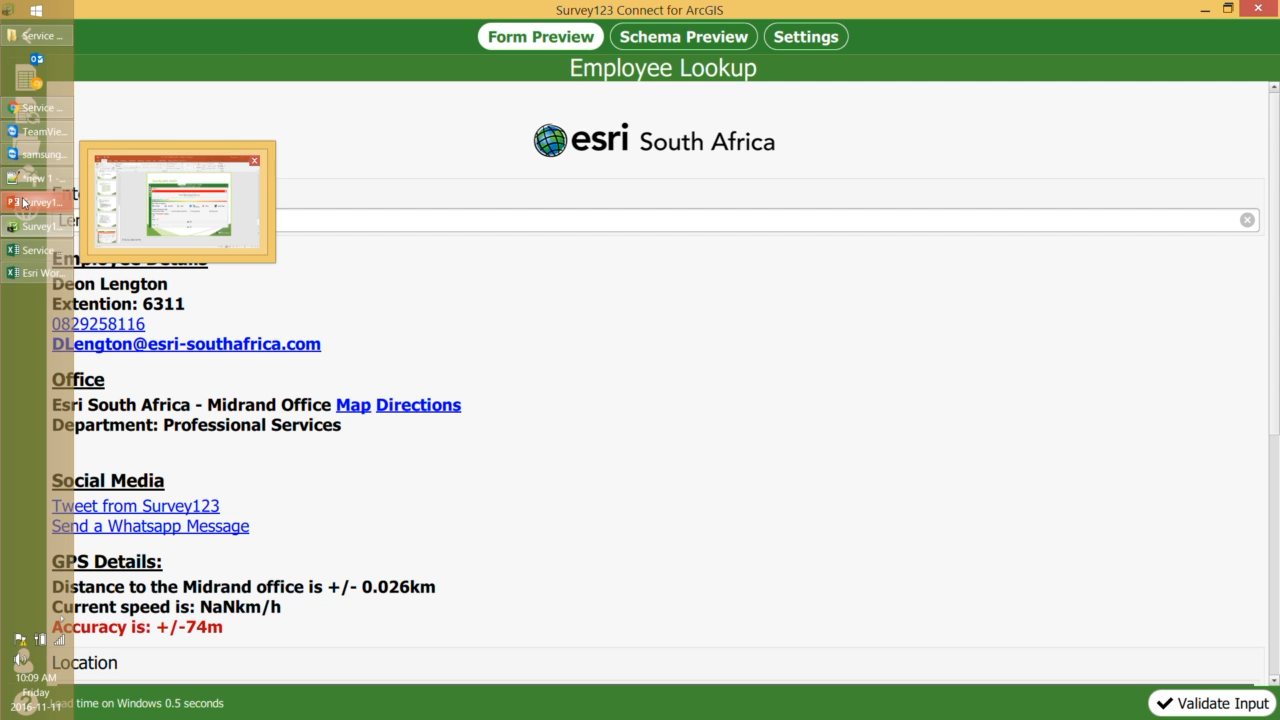 Survey123 Connect for ArcGIS
Form Preview
Schema Preview
Settings
Employee Lookup
esri South Africa
Service ...
Service ...
TeamVie...
samsung...
*new 1 -...
Survey1...
Survey1...
Service ...
Esri Wor...
Employee Details
Deon Length
Extention: 6311
0829258116
DLengton@esri-southafrica.com
Office
Esri South Africa - Midrand Office Map Directions
Department: Professional Services
Social Media
Tweet from Survey123
Send a Whatsapp Message
GPS Details:
Distance to the Midrand office is +/- 0.026km
Current speed is: NaNkm/h
Accuracy is: +/-74m
Location
10:09 AM
Friday
2016-11-11
Load time on Windows 0.5 seconds
Validate Input